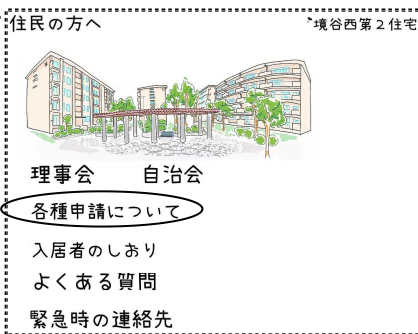 住民の方へ
境谷西第2住宅
理事会 自治会
各種申請について
入居者のしおり
よくある質問
緊急時の連絡先